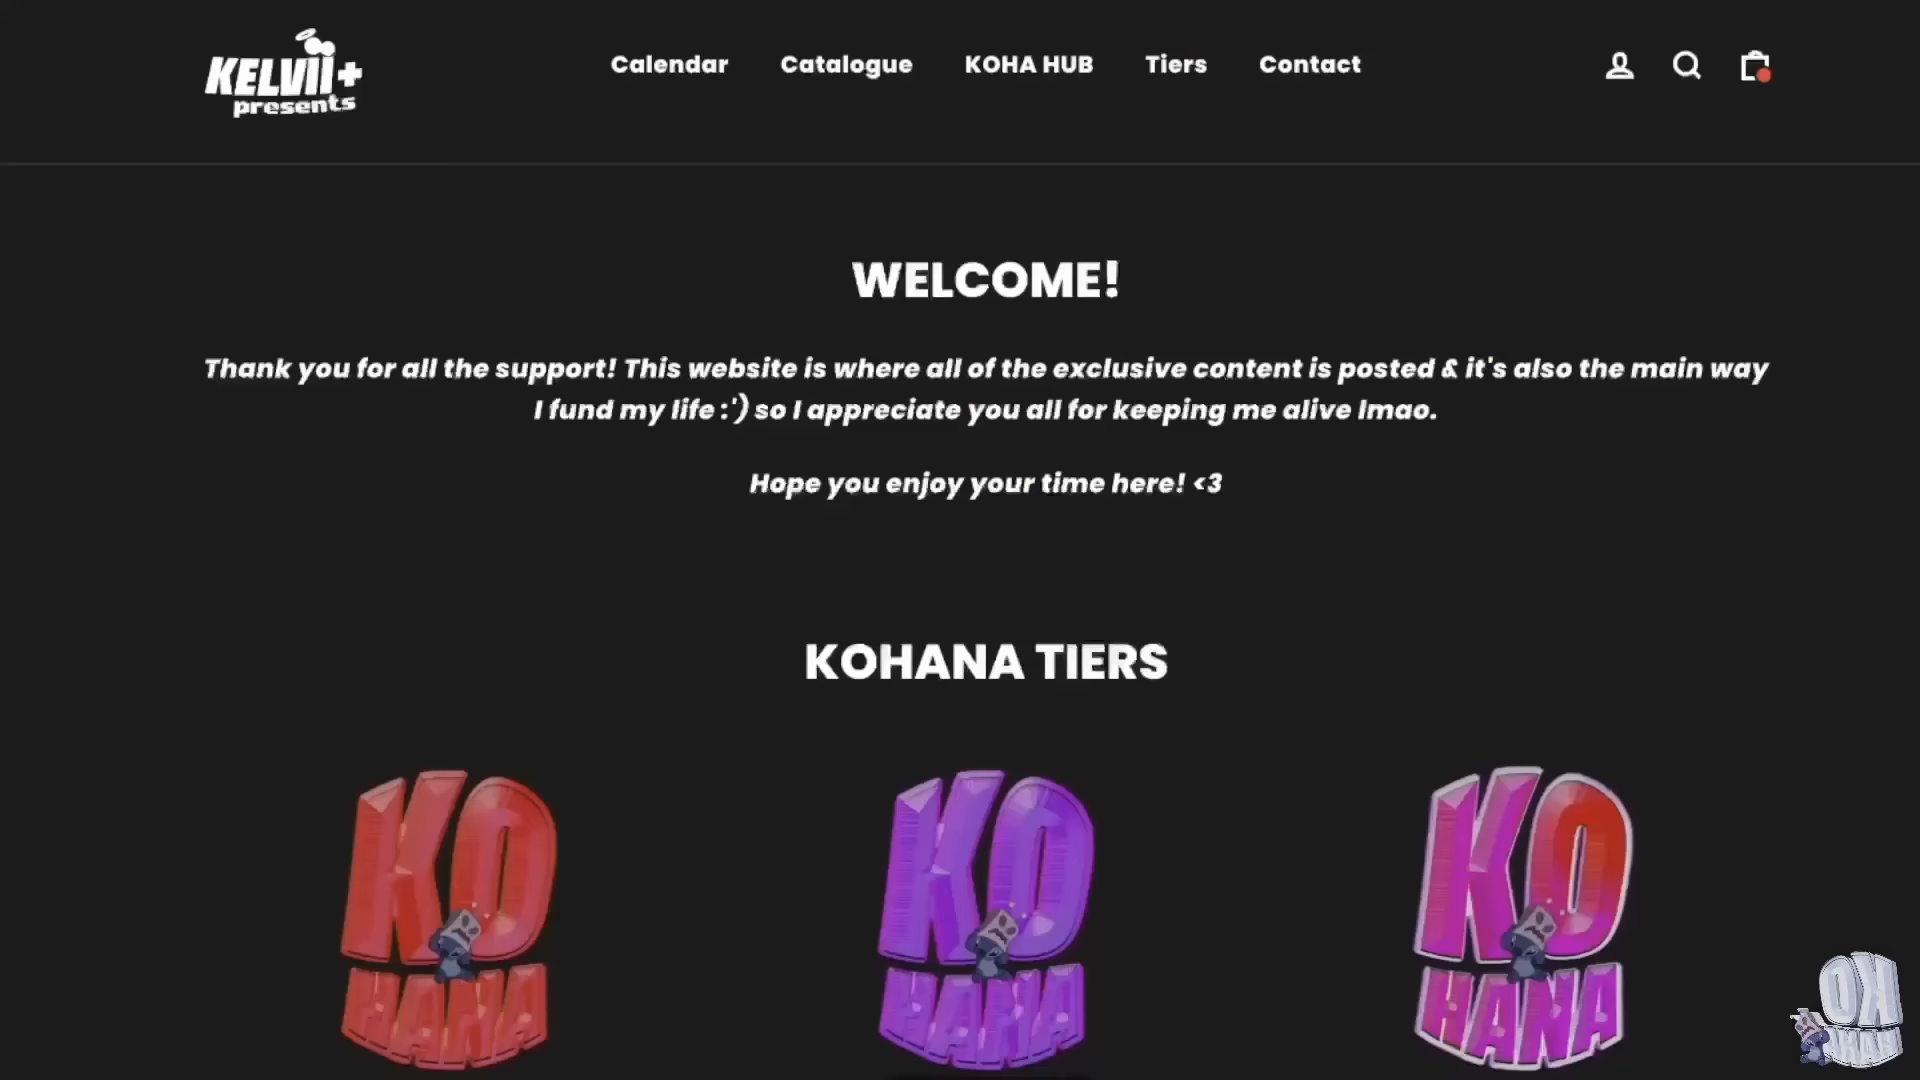 KELVii+
presents
Calendar
Catalogue
KOHA HUB
Tiers
Contact
WELCOME!
Thank you for all the support! This website is where all of the exclusive content is posted & it's also the main way
I fund my life :') so I appreciate you all for keeping me alive lmao.
Hope you enjoy your time here! <3
KOHANA TIERS
KO
HANA
KO
HANA
KO
HANA
KO
HANA